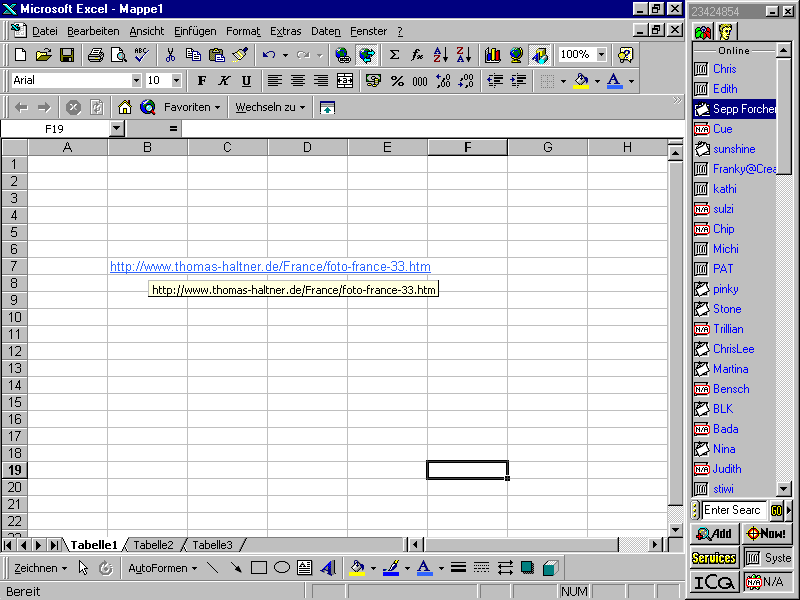 Microsoft Excel - Mappe1
Datei Bearbeiten Ansicht Einfügen Format Extras Daten Fenster ?
100%
Arial 10 F K U
Favoriten Wechseln zu
F19 =
A B C D E F G H
1
2
3
4
5
6
7 http://www.thomas-haltner.de/France/foto-france-33.htm
8 http://www.thomas-haltner.de/France/foto-france-33.htm
9
10
11
12
13
14
15
16
17
18
19
20
21
22
Tabelle1 Tabelle2 Tabelle3
Zeichnen AutoFormen
Bereit NUM
23424854
Online
Chris
Edith
Sepp Forcher
Cue
sunshine
Franky@Crea
kathi
sulzi
Chip
Michi
PAT
pinky
Stone
Trillian
ChrisLee
Martina
Bensch
BLK
Bada
Nina
Judith
stiwi
Enter Searc GO
Add Now!
Services Syste
ICQ N/A